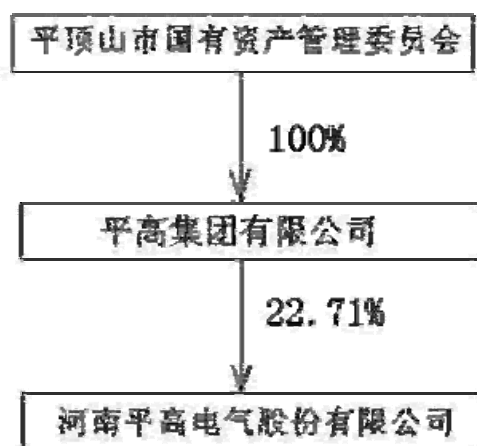 平顶山市国有资产管理委员会
100%
平高集团有限公司
22.71%
河南平高电气股份有限公司